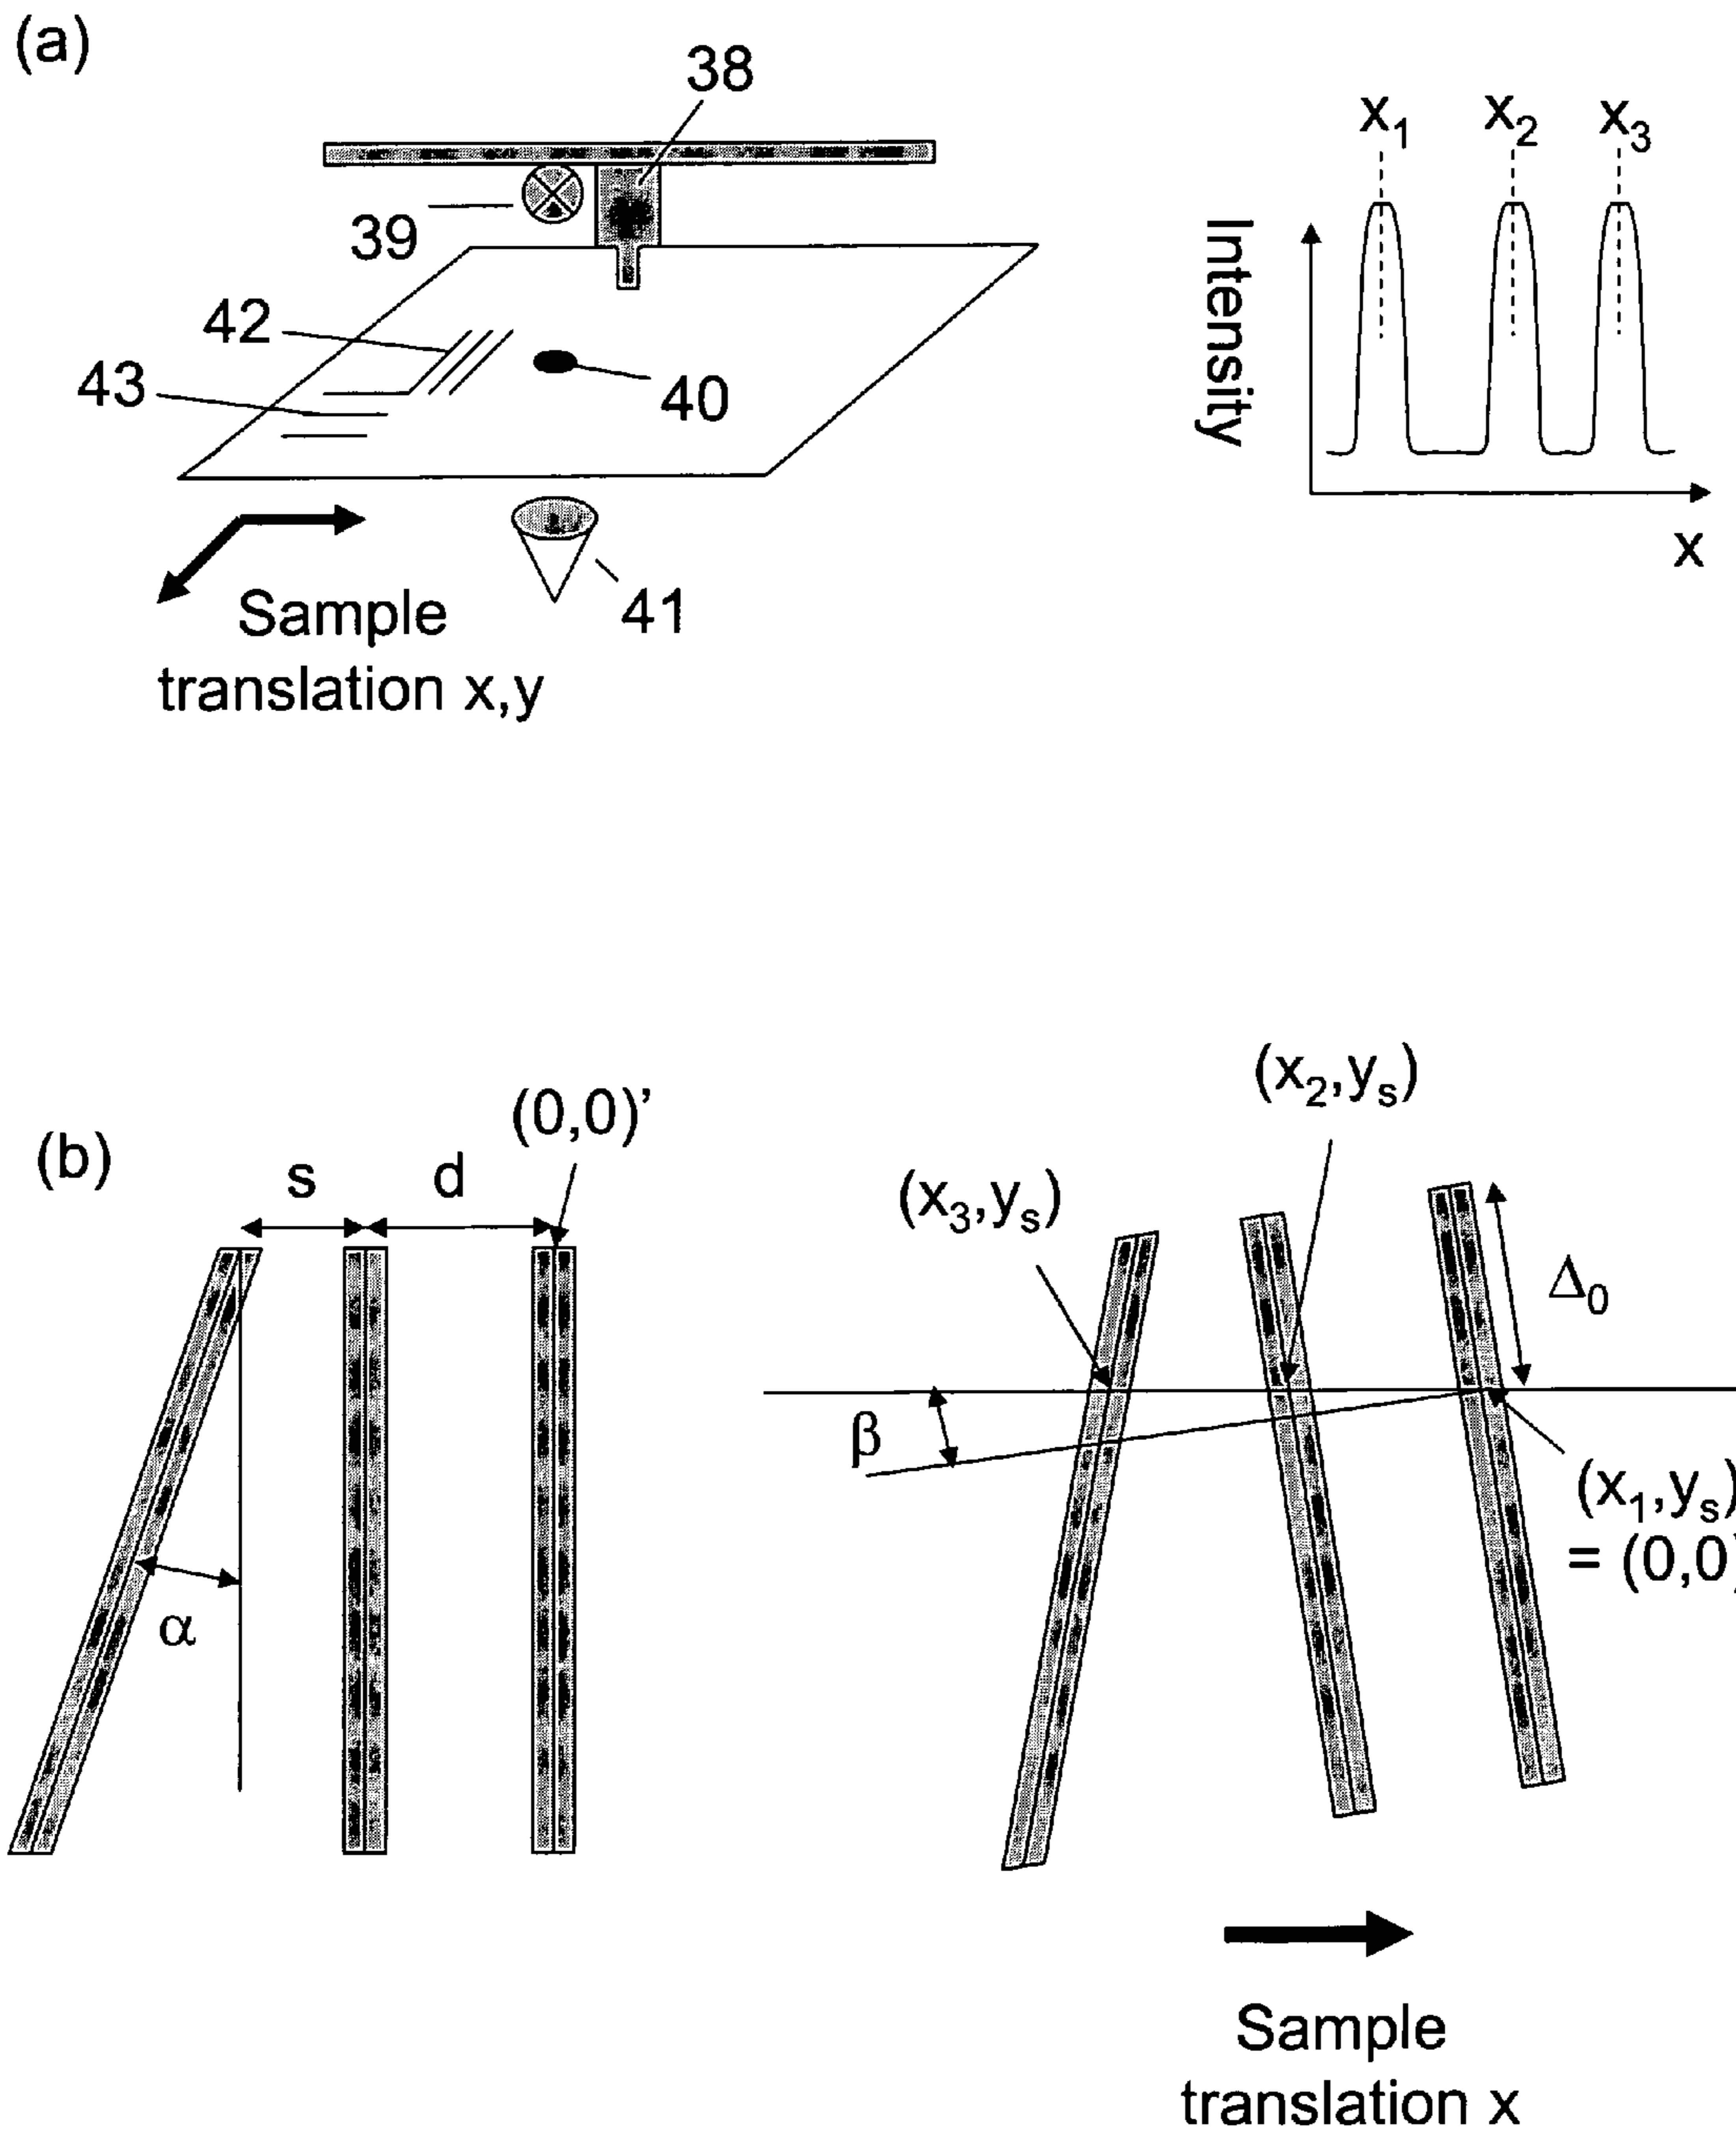 (a)
38
39
42
43
40
41
Sample
translation x,y
x₁
x₂
x₃
Intensity
x
(b)
s
d
(0,0)’
α
(x₂,yₛ)
(x₃,yₛ)
Δ₀
β
(x₁,yₛ)
= (0,0)
Sample
translation x